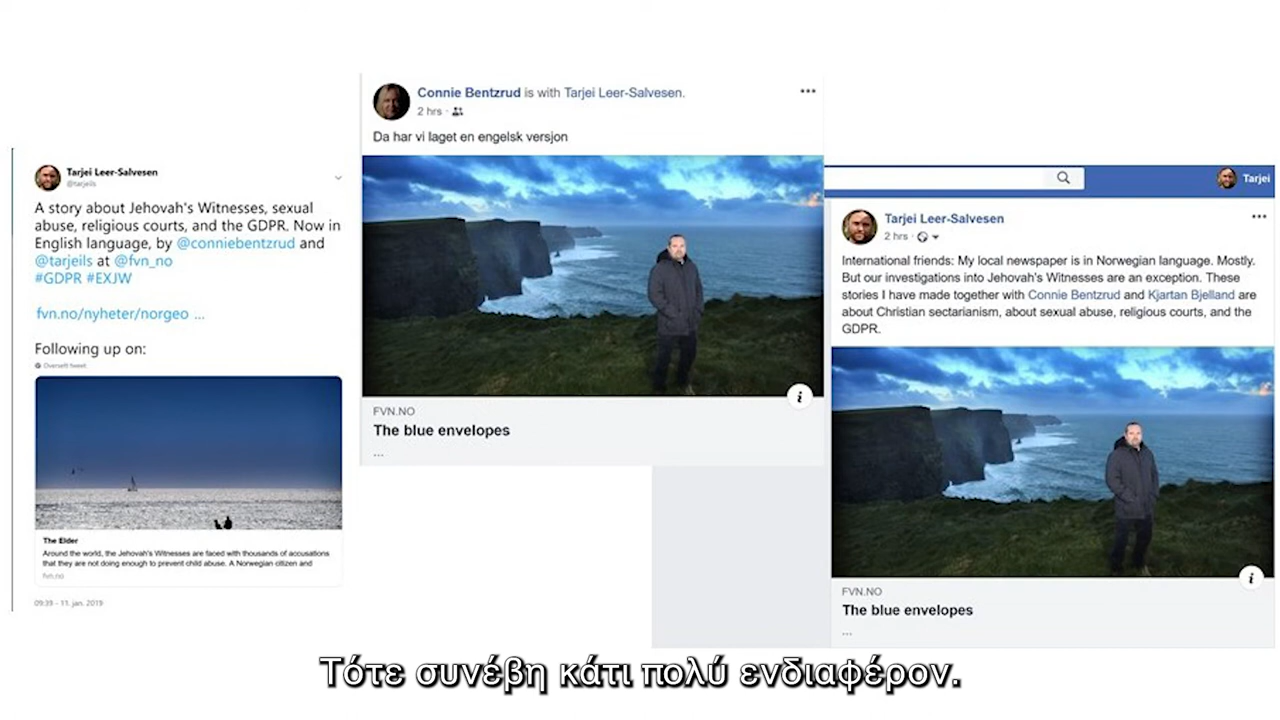 Tarjei Leer-Salvesen
@tarjeils
A story about Jehovah's Witnesses, sexual
abuse, religious courts, and the GDPR. Now in
English language, by @conniebentzrud and
@tarjeils at @fvn_no
#GDPR #EXJW
fvn.no/nyheter/norgeo ...
Following up on:
Oversett tweet
The Elder
Around the world, the Jehovah's Witnesses are faced with thousands of accusations
that they are not doing enough to prevent child abuse. A Norwegian citizen and
fvn.no
09:39 - 11. jan. 2019
Connie Bentzrud is with Tarjei Leer-Salvesen.
2 hrs ·
Da har vi laget en engelsk versjon
FVN.NO
The blue envelopes
...
Tarjei
Tarjei Leer-Salvesen
2 hrs ·
International friends: My local newspaper is in Norwegian language. Mostly.
But our investigations into Jehovah's Witnesses are an exception. These
stories I have made together with Connie Bentzrud and Kjartan Bjelland are
about Christian sectarianism, about sexual abuse, religious courts, and the
GDPR.
FVN.NO
The blue envelopes
...
Τότε συνέβη κάτι πολύ ενδιαφέρον.